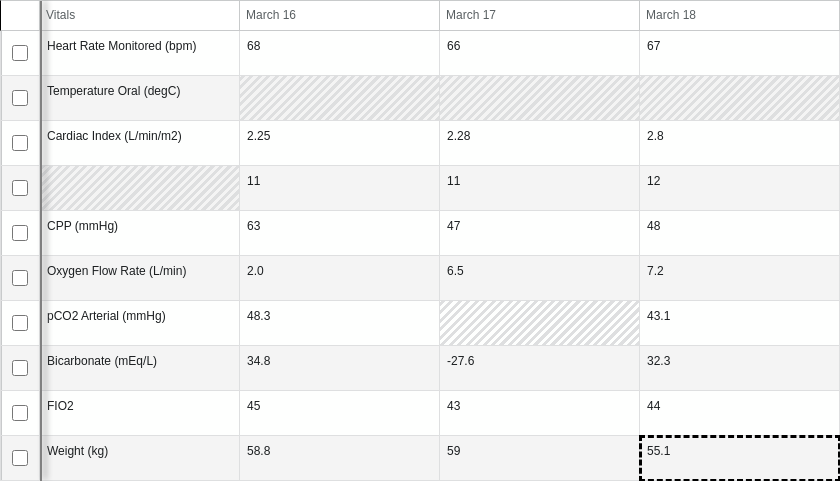 Vitals March 16 March 17 March 18
Heart Rate Monitored (bpm) 68 66 67
Temperature Oral (degC)
Cardiac Index (L/min/m2) 2.25 2.28 2.8
11 11 12
CPP (mmHg) 63 47 48
Oxygen Flow Rate (L/min) 2.0 6.5 7.2
pCO2 Arterial (mmHg) 48.3 43.1
Bicarbonate (mEq/L) 34.8 -27.6 32.3
FIO2 45 43 44
Weight (kg) 58.8 59 55.1